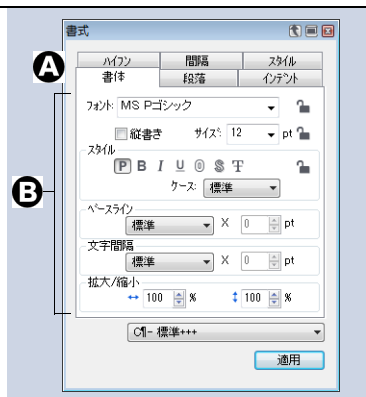 書式
ハイフン 間隔 スタイル
A
書体 段落 インデント
フォント: MS Pゴシック
縦書き サイズ: 12 pt
スタイル
P B I U O S T
ケース: 標準
B
ベースライン
標準 X 0 pt
文字間隔
標準 X 0 pt
拡大/縮小
100 % 100 %
C¶- 標準+++
適用